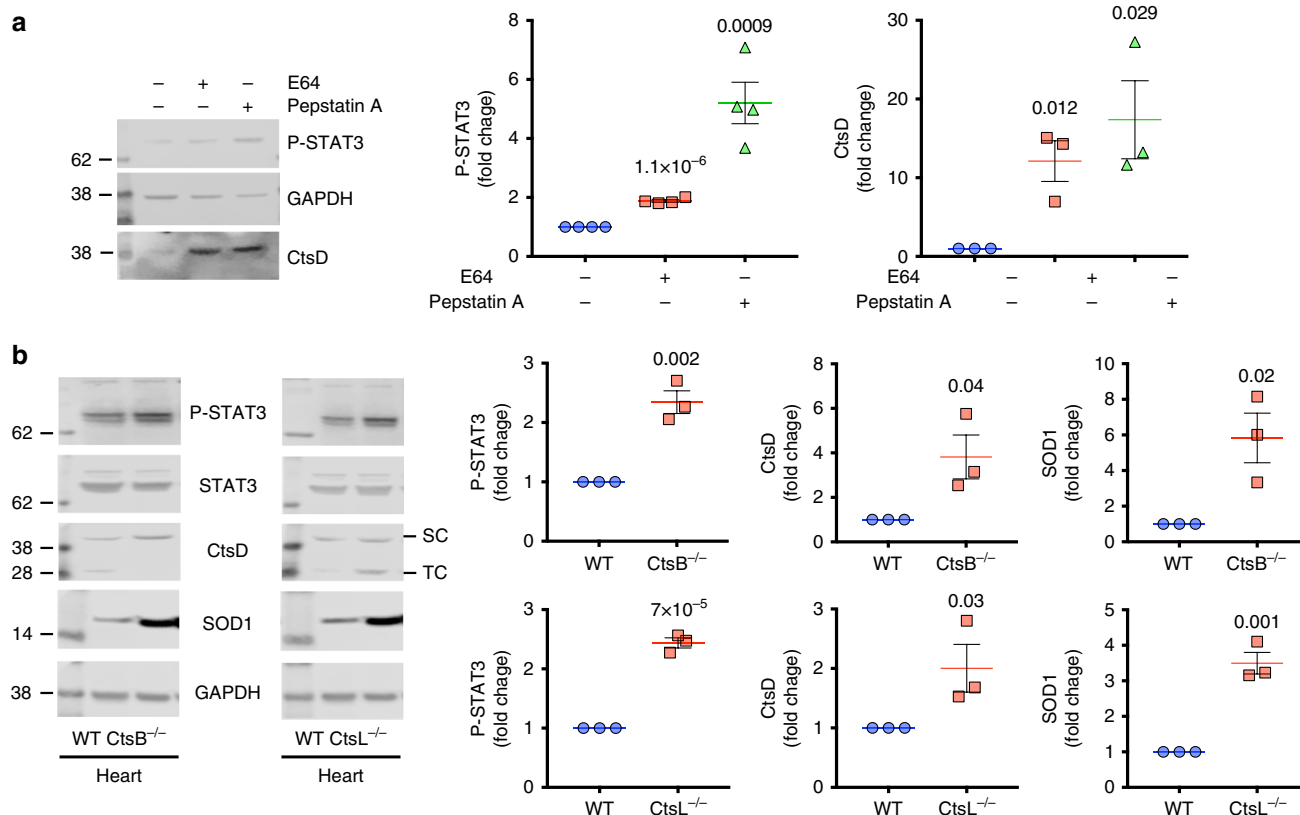 a
– + – E64
– – + Pepstatin A
P-STAT3
62
38
GAPDH
38
CtsD
P-STAT3
(fold chage)
8
6
4
2
0
1.1×10⁻⁶
0.0009
E64 – + –
Pepstatin A – – +
CtsD
(fold change)
30
20
10
0
0.012
0.029
– + –
– – +
b
P-STAT3
62
STAT3
62
CtsD
38
28
SC
TC
SOD1
14
GAPDH
38
WT CtsB⁻/⁻
Heart
WT CtsL⁻/⁻
Heart
P-STAT3
(fold chage)
3
2
1
0
0.002
WT CtsB⁻/⁻
CtsD
(fold chage)
8
6
4
2
0
0.04
WT CtsB⁻/⁻
SOD1
(fold chage)
10
8
6
4
2
0
0.02
WT CtsB⁻/⁻
P-STAT3
(fold chage)
3
2
1
0
7×10⁻⁵
WT CtsL⁻/⁻
CtsD
(fold chage)
3
2
1
0
0.03
WT CtsL⁻/⁻
SOD1
(fold chage)
5
4
3
2
1
0
0.001
WT CtsL⁻/⁻